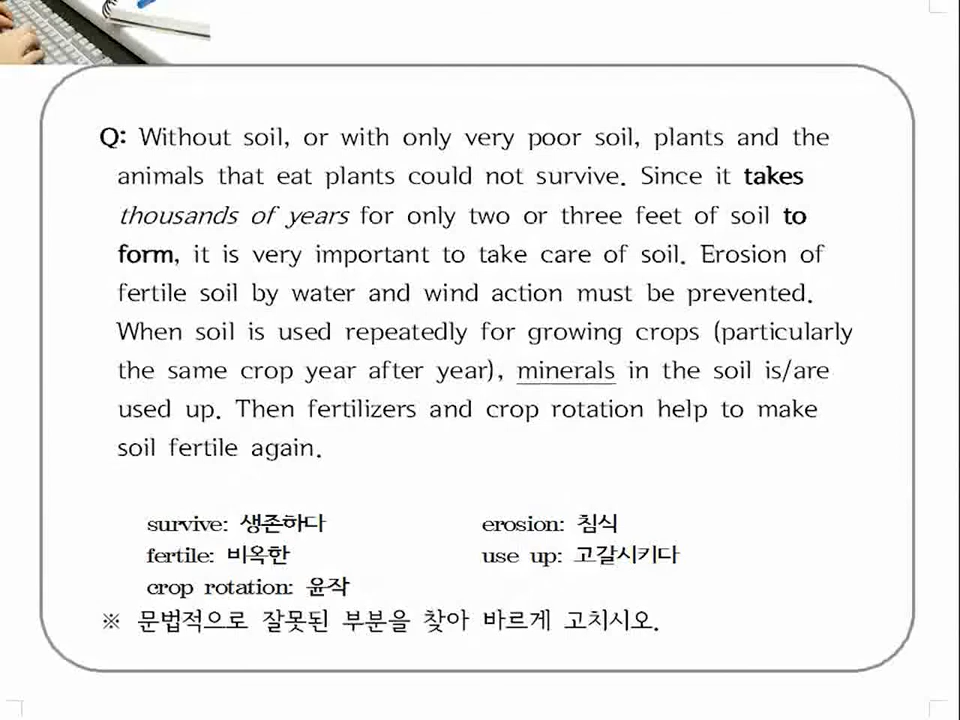 Q: Without soil, or with only very poor soil, plants and the
animals that eat plants could not survive. Since it takes
thousands of years for only two or three feet of soil to
form, it is very important to take care of soil. Erosion of
fertile soil by water and wind action must be prevented.
When soil is used repeatedly for growing crops (particularly
the same crop year after year), minerals in the soil is/are
used up. Then fertilizers and crop rotation help to make
soil fertile again.
survive: 생존하다 erosion: 침식
fertile: 비옥한 use up: 고갈시키다
crop rotation: 윤작
※ 문법적으로 잘못된 부분을 찾아 바르게 고치시오.